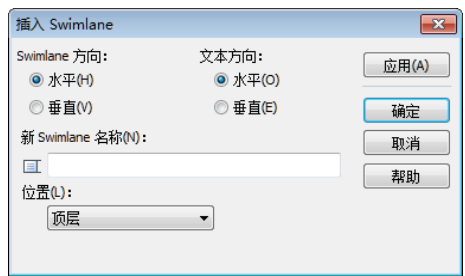 插入 Swimlane
Swimlane 方向:
文本方向:
水平(H)
水平(O)
垂直(V)
垂直(E)
新 Swimlane 名称(N):
位置(L):
顶层
应用(A)
确定
取消
帮助